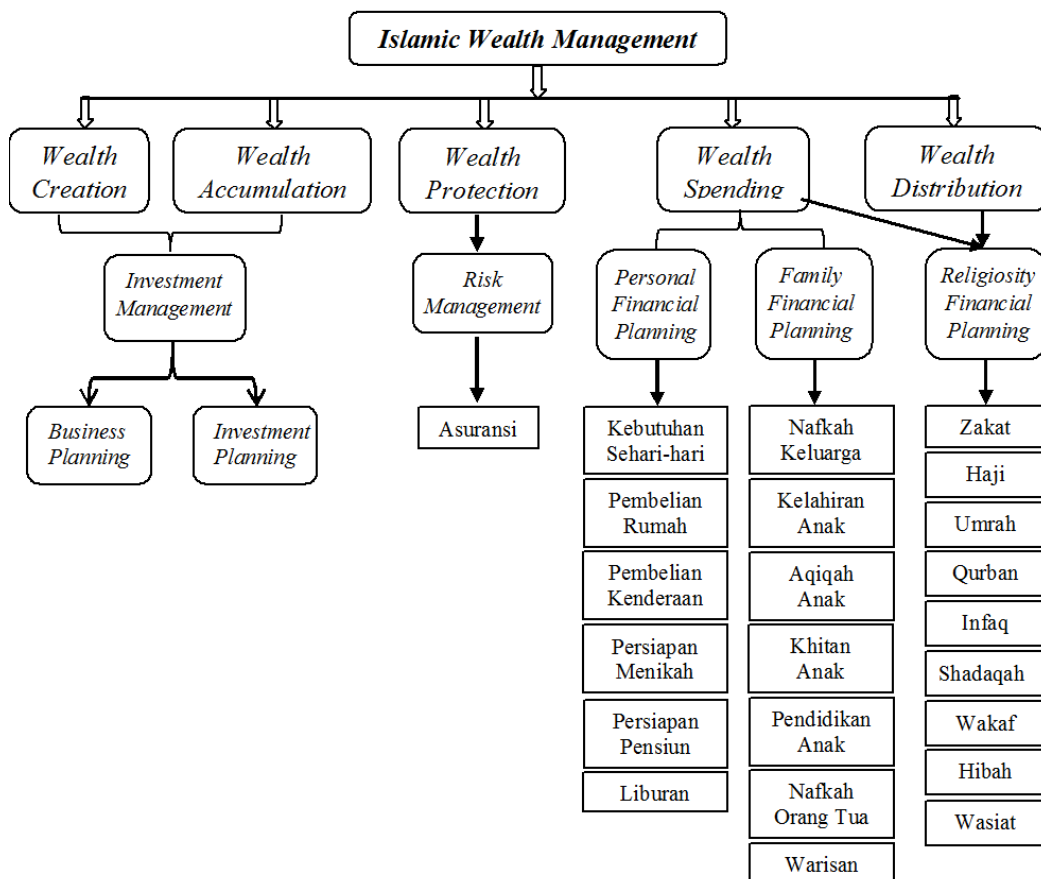 Islamic Wealth Management
Wealth
Creation
Wealth
Accumulation
Wealth
Protection
Wealth
Spending
Wealth
Distribution
Investment
Management
Risk
Management
Personal
Financial
Planning
Family
Financial
Planning
Religiosity
Financial
Planning
Business
Planning
Investment
Planning
Asuransi
Kebutuhan
Sehari-hari
Pembelian
Rumah
Pembelian
Kenderaan
Persiapan
Menikah
Persiapan
Pensiun
Liburan
Nafkah
Keluarga
Kelahiran
Anak
Aqiqah
Anak
Khitan
Anak
Pendidikan
Anak
Nafkah
Orang Tua
Warisan
Zakat
Haji
Umrah
Qurban
Infaq
Shadaqah
Wakaf
Hibah
Wasiat